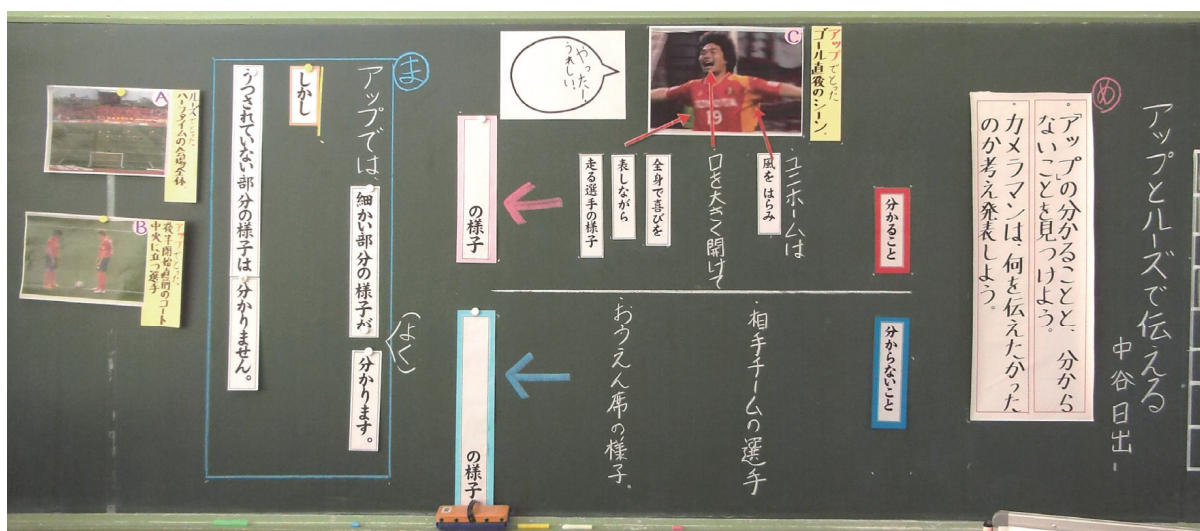 アップとルーズで伝える
中谷日出
め
・「アップ」の分かることと、分から
ないことを見つけよう。
・カメラマンは、何を伝えたかった
のか考え発表しよう。
分かること
ユニホームは
風をはらみ
口を大きく開けて
全身で喜びを
表しながら
走る選手の様子
分からないこと
相手チームの選手
おうえん席の様子。
アップでとった
ゴール直後のシーン。
C
19
やったー!
うれしい!
の様子
の様子
ま
アップでは、細かい部分の様子が(よく)分かります。
しかし
うつされていない部分の様子は分かりません。
ルーズでとった。
ハーフタイムの会場全体
A
アップでとった。
後半開始直前のコート
中央に立つ選手
B